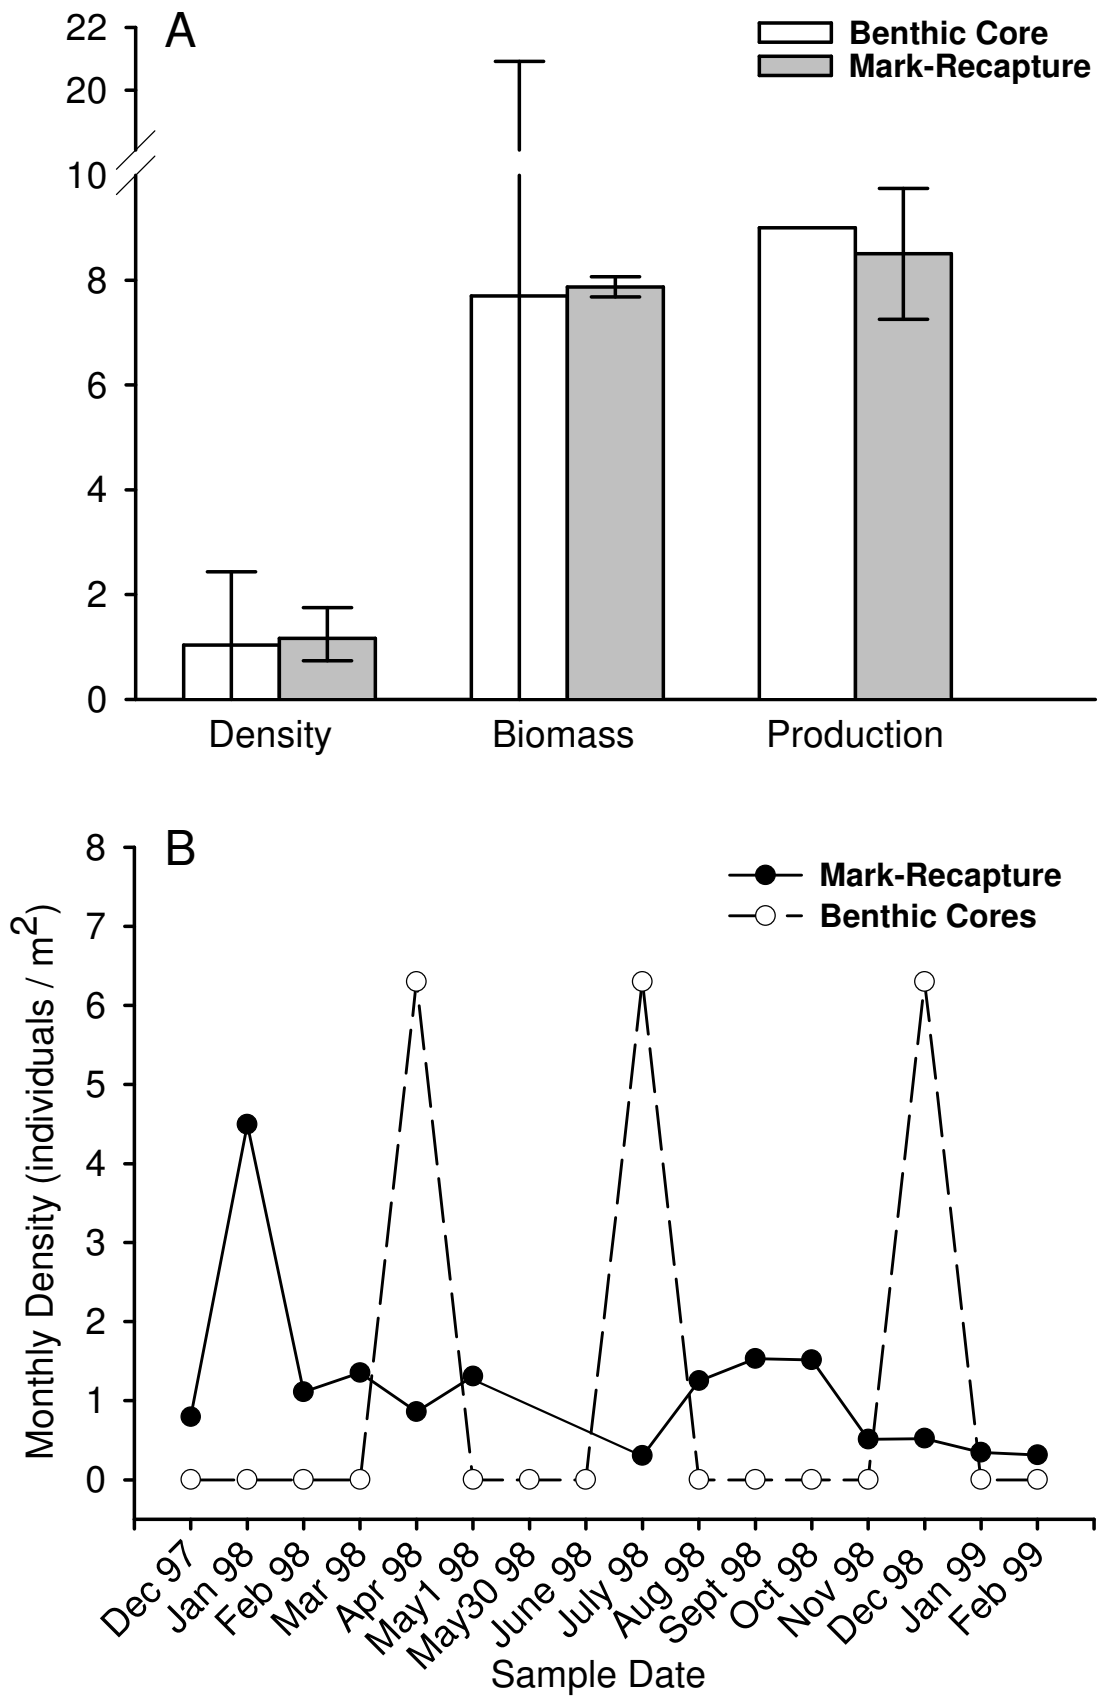 A
Benthic Core
Mark-Recapture
22
20
10
8
6
4
2
0
Density Biomass Production
B
Mark-Recapture
Benthic Cores
Monthly Density (individuals / m²)
8
7
6
5
4
3
2
1
0
Dec 97
Jan 98
Feb 98
Mar 98
Apr 98
May1 98
May30 98
June 98
July 98
Aug 98
Sept 98
Oct 98
Nov 98
Dec 98
Jan 99
Feb 99
Sample Date